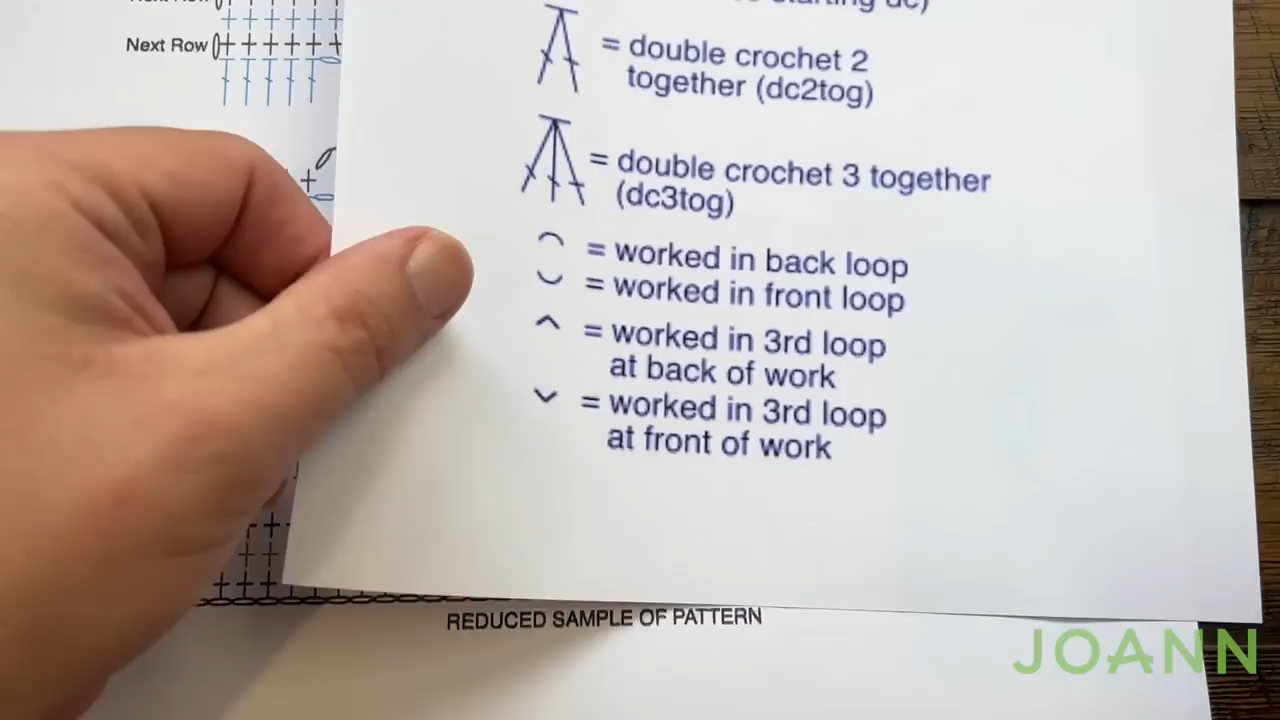 starting dc)
Next Row
= double crochet 2
together (dc2tog)
= double crochet 3 together
(dc3tog)
= worked in back loop
= worked in front loop
= worked in 3rd loop
at back of work
= worked in 3rd loop
at front of work
REDUCED SAMPLE OF PATTERN
JOANN